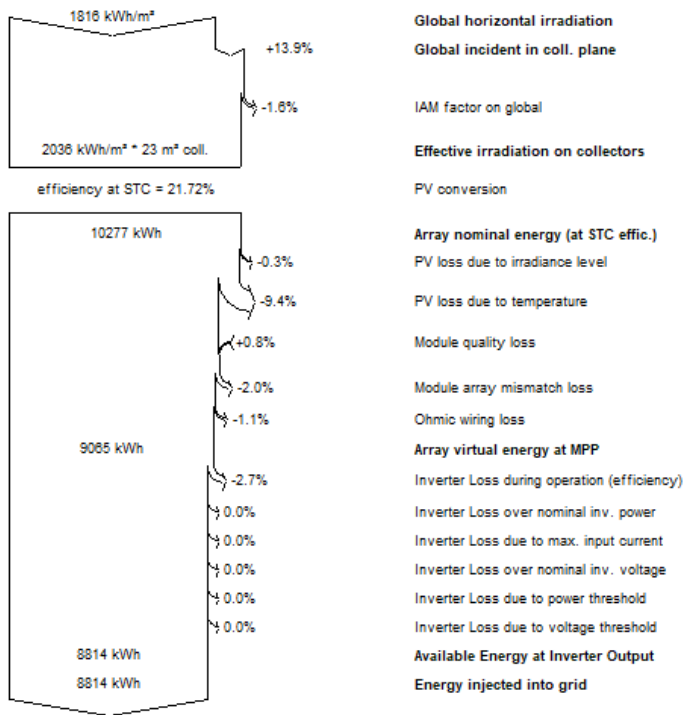 1816 kWh/m² Global horizontal irradiation
+13.9% Global incident in coll. plane
-1.6% IAM factor on global
2036 kWh/m² * 23 m² coll. Effective irradiation on collectors
efficiency at STC = 21.72% PV conversion
10277 kWh Array nominal energy (at STC effic.)
-0.3% PV loss due to irradiance level
-9.4% PV loss due to temperature
+0.8% Module quality loss
-2.0% Module array mismatch loss
-1.1% Ohmic wiring loss
9065 kWh Array virtual energy at MPP
-2.7% Inverter Loss during operation (efficiency)
0.0% Inverter Loss over nominal inv. power
0.0% Inverter Loss due to max. input current
0.0% Inverter Loss over nominal inv. voltage
0.0% Inverter Loss due to power threshold
0.0% Inverter Loss due to voltage threshold
8814 kWh Available Energy at Inverter Output
8814 kWh Energy injected into grid